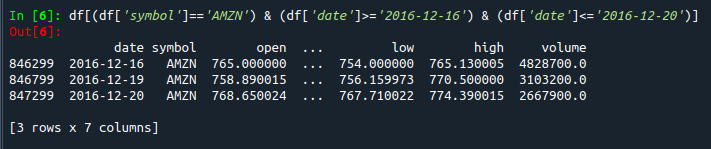 In [6]: df[(df['symbol']=='AMZN') & (df['date']>='2016-12-16') & (df['date']<='2016-12-20')]
Out[6]:
date symbol open ... low high volume
846299 2016-12-16 AMZN 765.000000 ... 754.000000 765.130005 4828700.0
846799 2016-12-19 AMZN 758.890015 ... 756.159973 770.500000 3103200.0
847299 2016-12-20 AMZN 768.650024 ... 767.710022 774.390015 2667900.0
[3 rows x 7 columns]